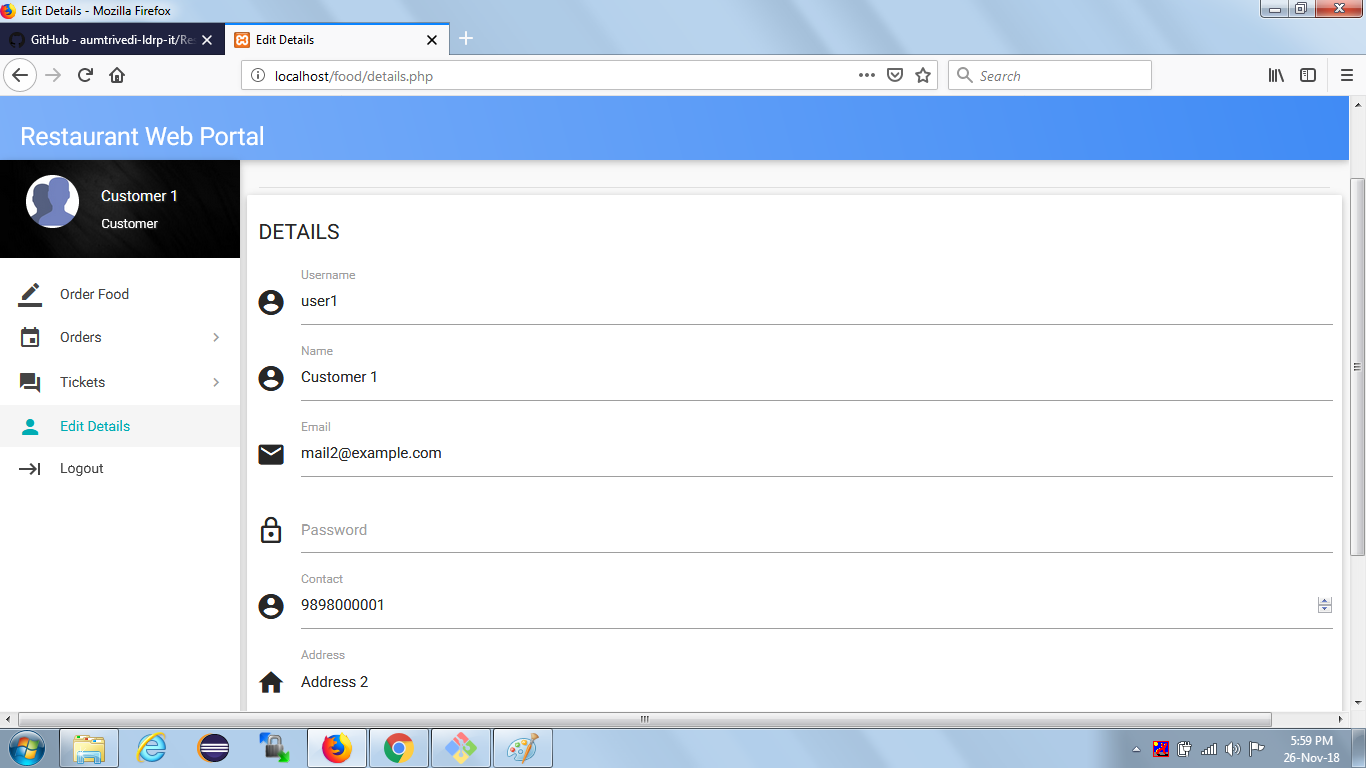 Edit Details - Mozilla Firefox
GitHub - aumtrivedi-ldrp-it/Re
Edit Details
localhost/food/details.php
Search
Restaurant Web Portal
Customer 1
Customer
Order Food
Orders
Tickets
Edit Details
Logout
DETAILS
Username
user1
Name
Customer 1
Email
mail2@example.com
Password
Contact
9898000001
Address
Address 2
5:59 PM
26-Nov-18